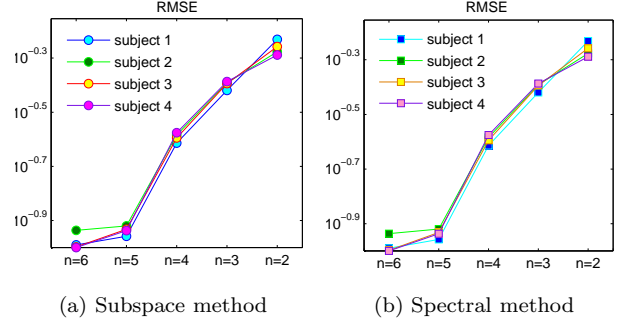 RMSE
10^-0.3
10^-0.5
10^-0.7
10^-0.9
subject 1
subject 2
subject 3
subject 4
n=6 n=5 n=4 n=3 n=2
(a) Subspace method
RMSE
10^-0.3
10^-0.5
10^-0.7
10^-0.9
subject 1
subject 2
subject 3
subject 4
n=6 n=5 n=4 n=3 n=2
(b) Spectral method